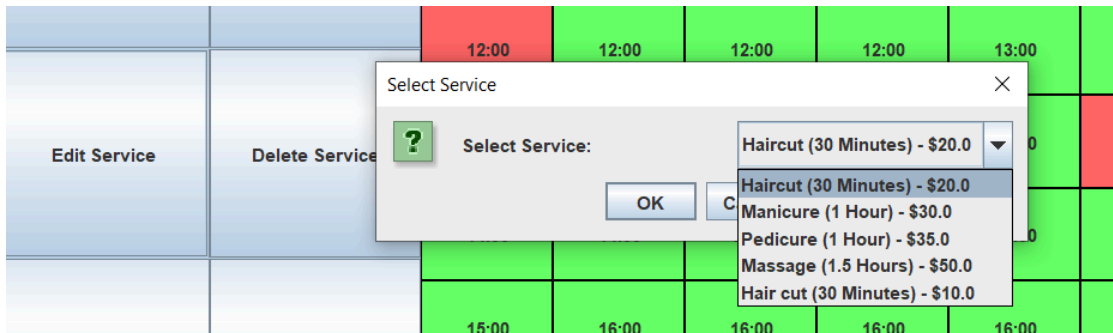 12:00 12:00 12:00 12:00 13:00
Select Service
Edit Service
Delete Service
Select Service:
Haircut (30 Minutes) - $20.0
OK
Haircut (30 Minutes) - $20.0
Manicure (1 Hour) - $30.0
Pedicure (1 Hour) - $35.0
Massage (1.5 Hours) - $50.0
Hair cut (30 Minutes) - $10.0
15:00 16:00 16:00 16:00 16:00